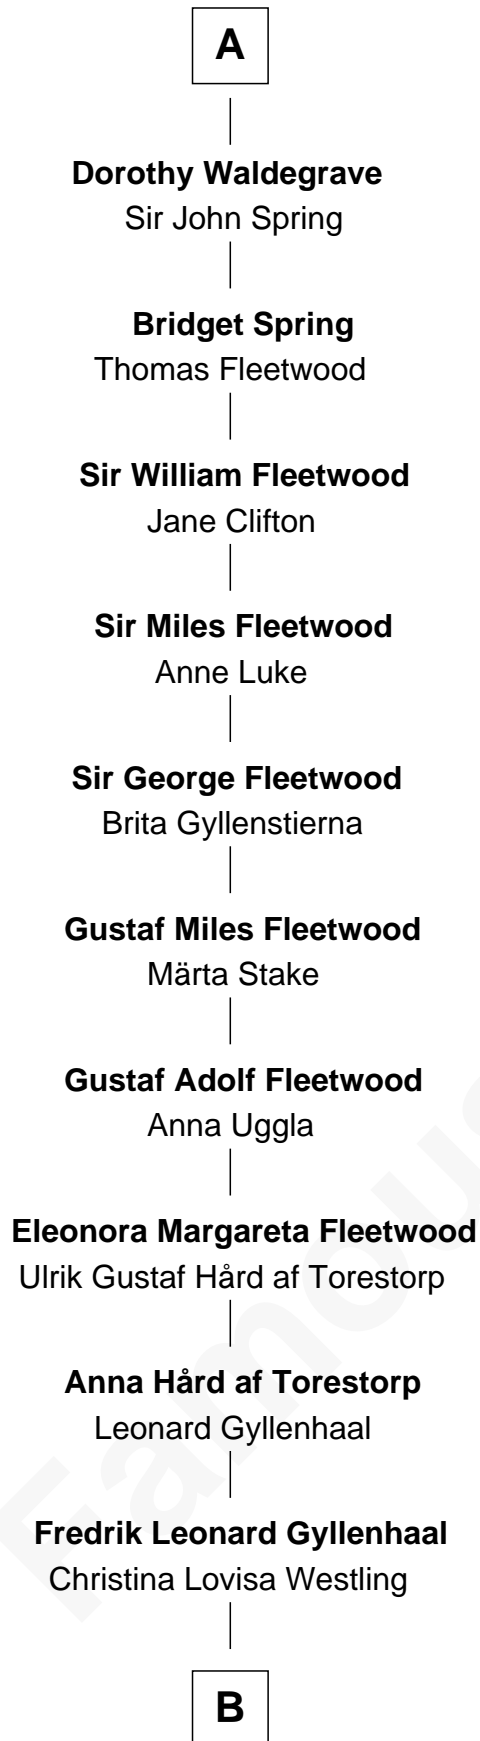 A
Dorothy Waldegrave
Sir John Spring
Bridget Spring
Thomas Fleetwood
Sir William Fleetwood
Jane Clifton
Sir Miles Fleetwood
Anne Luke
Sir George Fleetwood
Brita Gyllenstierna
Gustaf Miles Fleetwood
Märta Stake
Gustaf Adolf Fleetwood
Anna Uggla
Eleonora Margareta Fleetwood
Ulrik Gustaf Hård af Torestorp
Anna Hård af Torestorp
Leonard Gyllenhaal
Fredrik Leonard Gyllenhaal
Christina Lovisa Westling
B
Famous